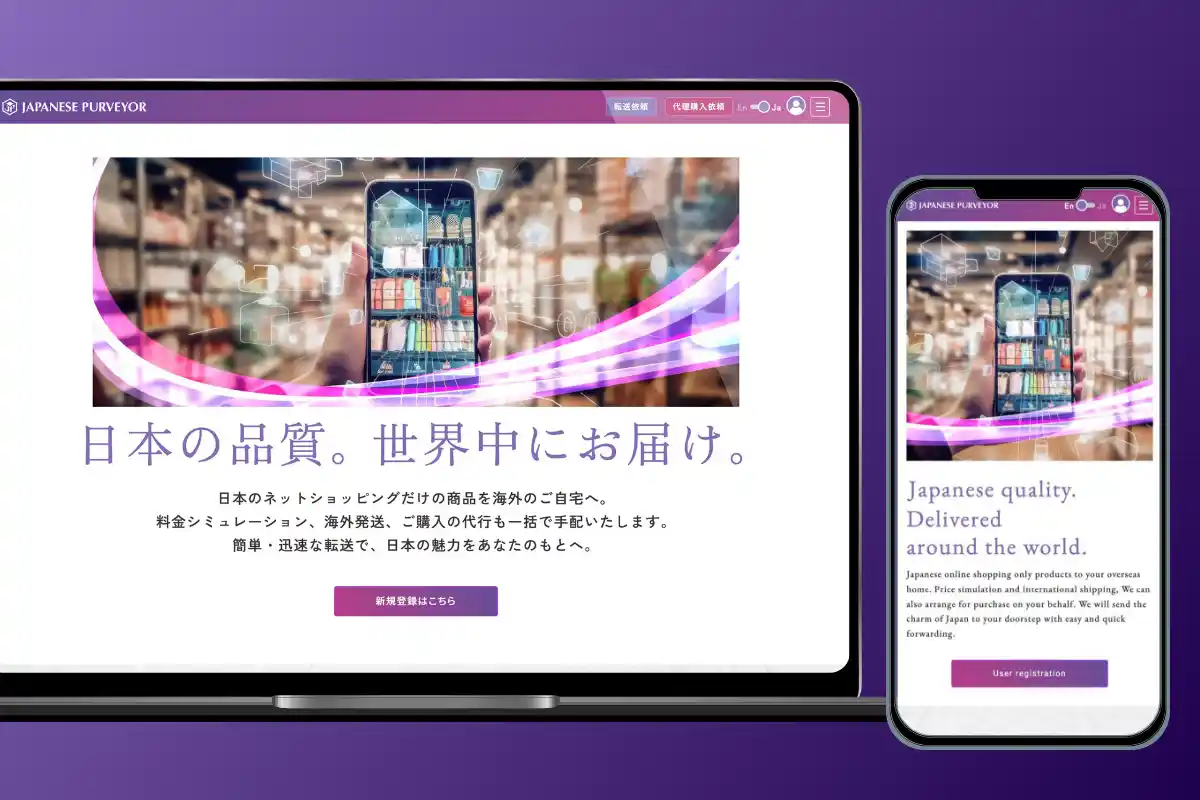 JAPANESE PURVEYOR
転送依頼
代理購入依頼
En
Ja
日本の品質。世界中にお届け。
日本のネットショッピングだけの商品を海外のご自宅へ。
料金シミュレーション、海外発送、ご購入の代行も一括で手配いたします。
簡単・迅速な転送で、日本の魅力をあなたのもとへ。
新規登録はこちら
JAPANESE PURVEYOR
En
Ja
Japanese quality.
Delivered
around the world.
Japanese online shopping only products to your overseas
home. Price simulation and international shipping, We can
also arrange for purchase on your behalf. We will send the
charm of Japan to your doorstep with easy and quick
forwarding.
User registration